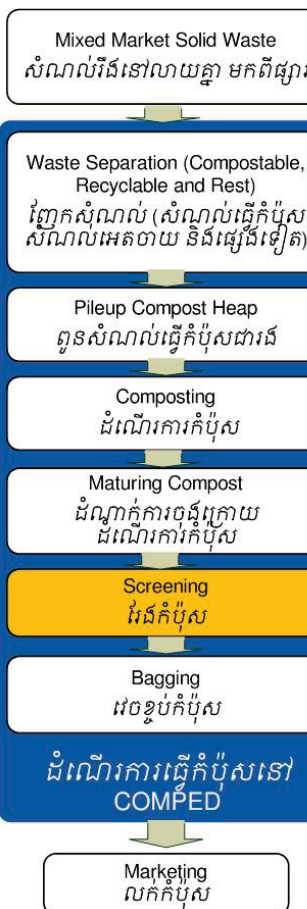 Mixed Market Solid Waste
សំណល់រឹងនៅលាយគ្នា មកពីផ្សារ
Waste Separation (Compostable,
Recyclable and Rest)
ញែកសំណល់ (សំណល់ធ្វើកំប៉ុស
សំណល់អេតចាយ និងផ្សេងទៀត)
Pileup Compost Heap
ពូនសំណល់ធ្វើកំប៉ុសជារង
Composting
ដំណើរការកំប៉ុស
Maturing Compost
ដំណាក់ការចុងក្រោយ
ដំណើរការកំប៉ុស
Screening
រែងកំប៉ុស
Bagging
វេចខ្ចប់កំប៉ុស
ដំណើរការធ្វើកំប៉ុសនៅ
COMPED
Marketing
លក់កំប៉ុស